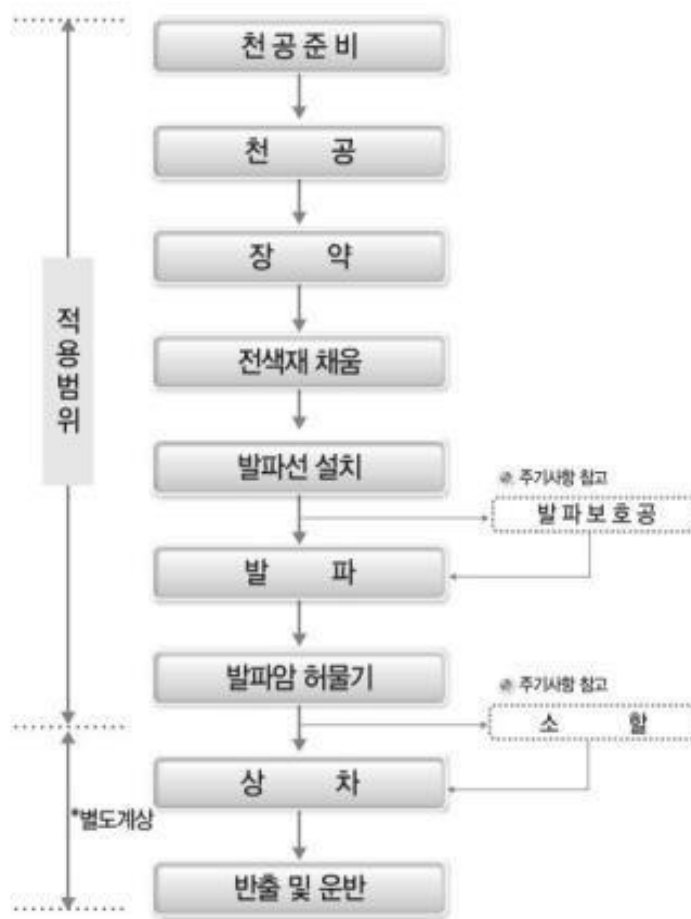 천공준비
천 공
장 약
적용범위
전색재 채움
발파선 설치
※ 주기사항 참고
발파보호공
발 파
발파암 허물기
※ 주기사항 참고
소 할
상 차
*별도계상
반출 및 운반